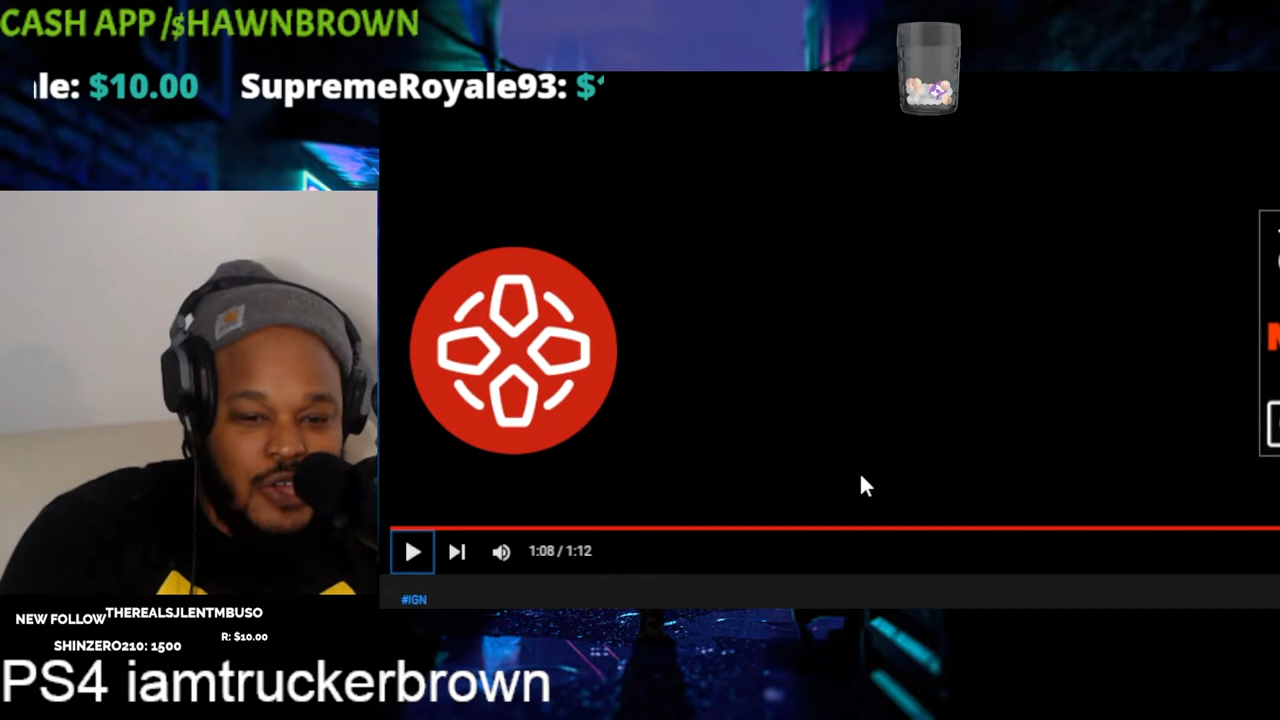 CASH APP /$HAWNBROWN
le: $10.00 SupremeRoyale93: $
1:08 / 1:12
#IGN
NEW FOLLOW THEREALSJLENTMBUSO
SHINZERO210: 1500
R: $10.00
PS4 iamtruckerbrown